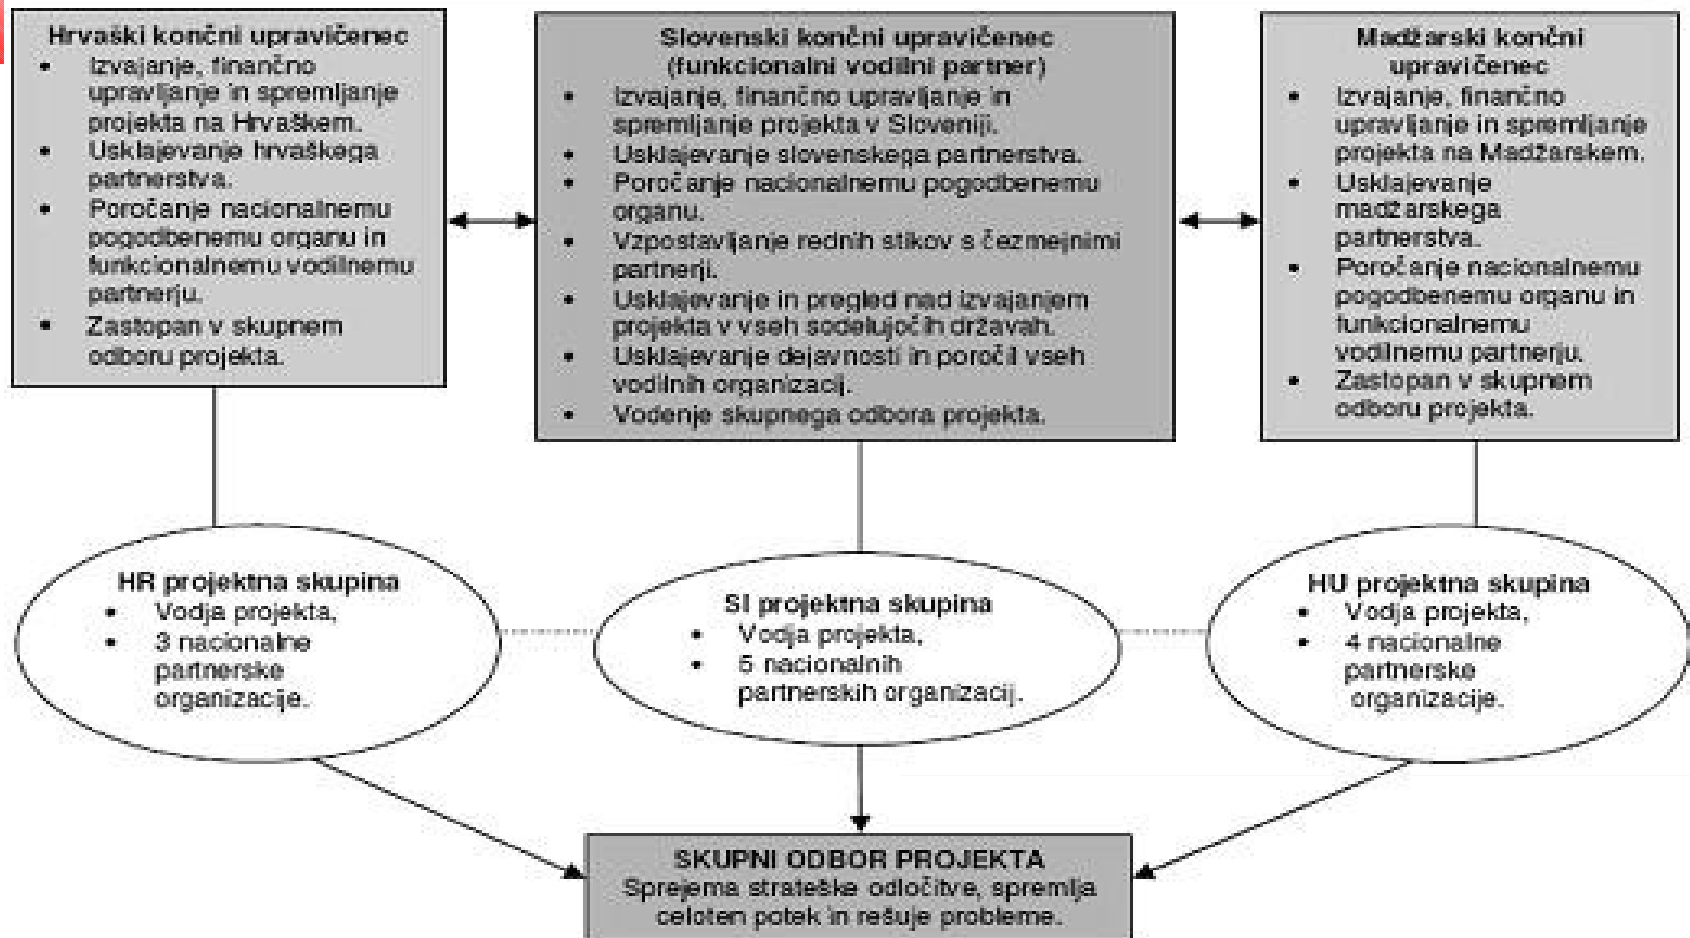 Hrvaški končni upravičenec
• Izvajanje, finančno
upravljanje in spremljanje
projekta na Hrvaškem.
• Usklajevanje hrvaškega
partnerstva.
• Poročanje nacionalnemu
pogodbenemu organu in
funkcionalnemu vodilnemu
partnerju.
• Zastopan v skupnem
odboru projekta.
Slovenski končni upravičenec
(funkcionalni vodilni partner)
• Izvajanje, finančno upravljanje in
spremljanje projekta v Sloveniji.
• Usklajevanje slovenskega partnerstva.
• Poročanje nacionalnemu pogodbenemu
organu.
• Vzpostavljanje rednih stikov s čezmejnimi
partnerji.
• Usklajevanje in pregled nad izvajanjem
projekta v vseh sodelujočih državah.
• Usklajevanje dejavnosti in poročil vseh
vodilnih organizacij.
• Vodenje skupnega odbora projekta.
Madžarski končni
upravičenec
• Izvajanje, finančno
upravljanje in spremljanje
projekta na Madžarskem.
• Usklajevanje
madžarskega
partnerstva.
• Poročanje nacionalnemu
pogodbenemu organu in
funkcionalnemu
vodilnemu partnerju.
• Zastopan v skupnem
odboru projekta.
HR projektna skupina
• Vodja projekta,
• 3 nacionalne
partnerske
organizacije.
SI projektna skupina
• Vodja projekta,
• 5 nacionalnih
partnerskih organizacij.
HU projektna skupina
• Vodja projekta,
• 4 nacionalne
partnerske
organizacije.
SKUPNI ODBOR PROJEKTA
Sprejema strateške odločitve, spremlja
celoten potek in rešuje probleme.